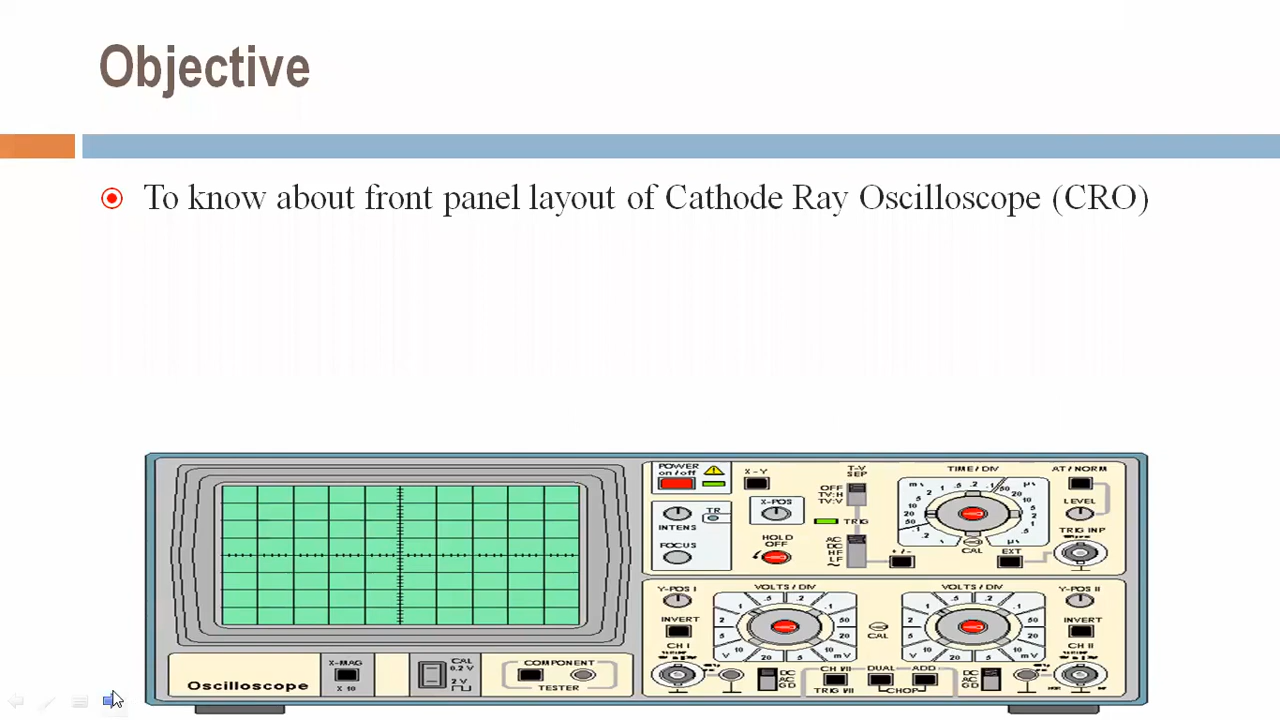 Objective
To know about front panel layout of Cathode Ray Oscilloscope (CRO)
POWER
on/off
X-Y
T-V
SEP
TIME/DIV
AT/NORM
X-POS
OFF
TV:H
TV:V
TR
INTENS
TRIG
LEVEL
TRIG INP
HOLD
OFF
FOCUS
AC
DC
HF
LF
+/-
CAL
EXT
Y-POS I
VOLTS/DIV
VOLTS/DIV
Y-POS II
INVERT
CAL
INVERT
CH I
CH II
X-MAG
X 10
CAL
0.2 V
2 V
COMPONENT
TESTER
Oscilloscope
DC
AC
GD
CH I/II
TRIG I/II
DUAL
ADD
CHOP
DC
AC
GD